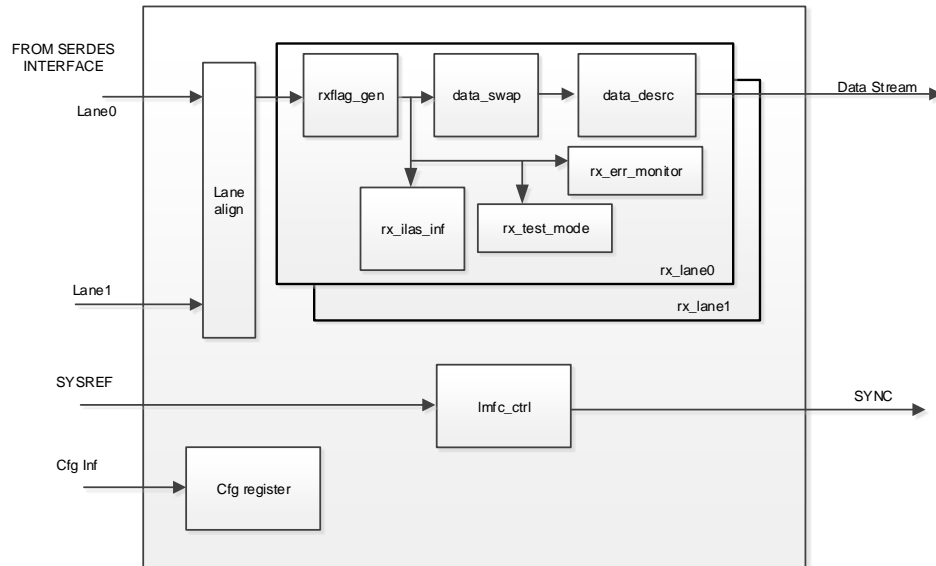 FROM SERDES
INTERFACE
Lane0
rxflag_gen
data_swap
data_desrc
Data Stream
Lane
align
rx_err_monitor
rx_ilas_inf
rx_test_mode
rx_lane0
Lane1
rx_lane1
SYSREF
lmfc_ctrl
SYNC
Cfg Inf
Cfg register